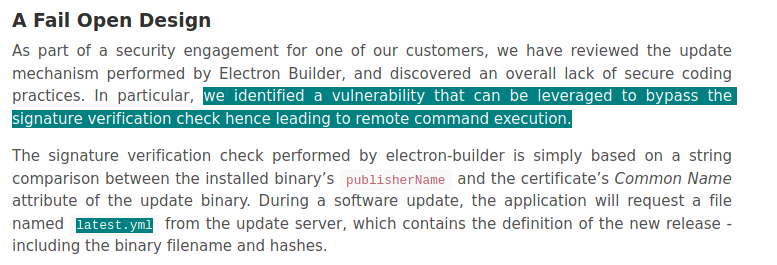 A Fail Open Design
As part of a security engagement for one of our customers, we have reviewed the update
mechanism performed by Electron Builder, and discovered an overall lack of secure coding
practices. In particular, we identified a vulnerability that can be leveraged to bypass the
signature verification check hence leading to remote command execution.
The signature verification check performed by electron-builder is simply based on a string
comparison between the installed binary’s publisherName and the certificate’s Common Name
attribute of the update binary. During a software update, the application will request a file
named latest.yml from the update server, which contains the definition of the new release -
including the binary filename and hashes.